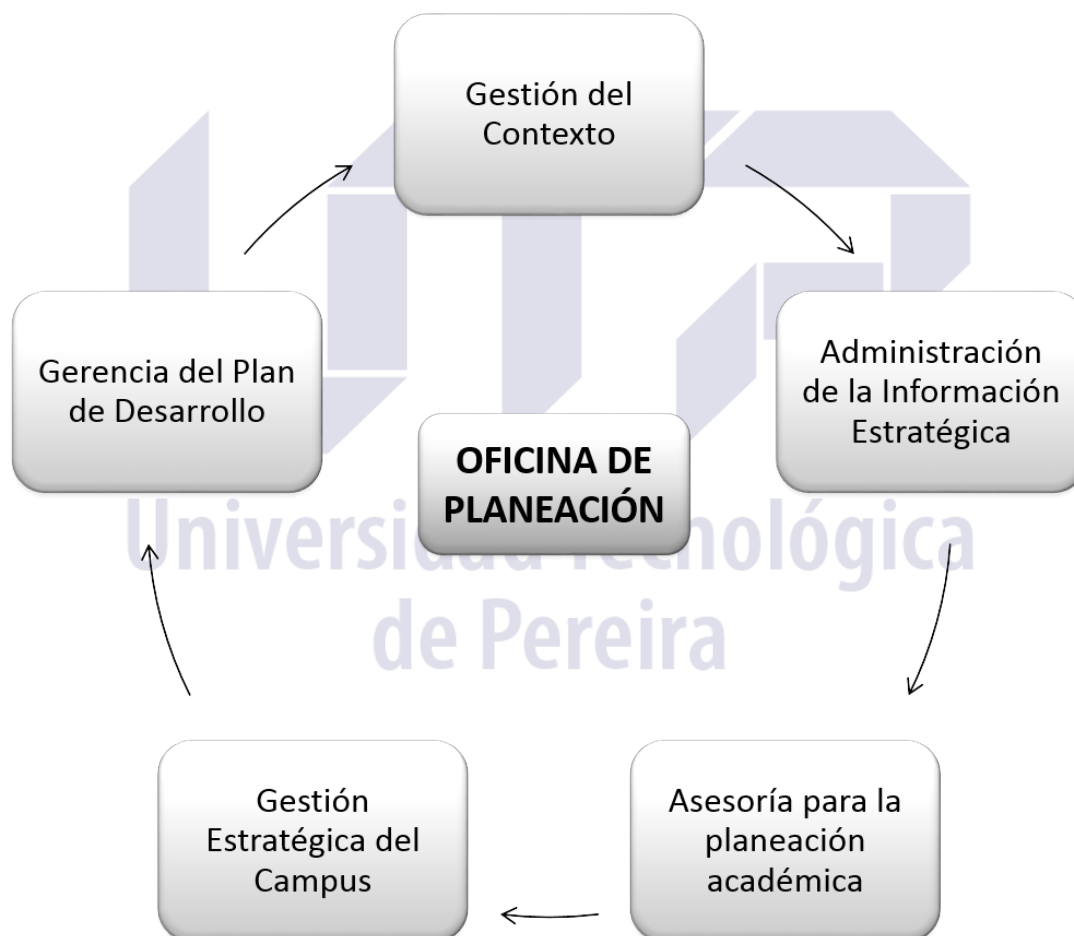 Gestión del
Contexto
Administración
de la Información
Estratégica
Gerencia del Plan
de Desarrollo
OFICINA DE
PLANEACIÓN
Universidad Tecnológica
de Pereira
Asesoría para la
planeación
académica
Gestión
Estratégica del
Campus